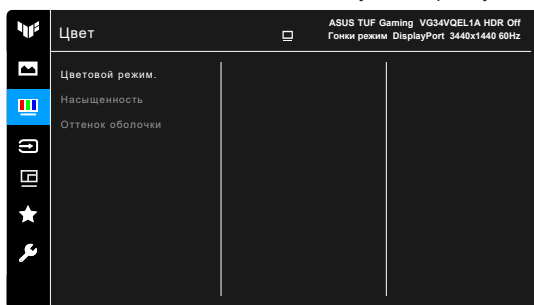 Цвет
ASUS TUF Gaming VG34VQEL1A HDR Off
Гонки режим DisplayPort 3440x1440 60Hz
Цветовой режим.
Насыщенность
Оттенок оболочки